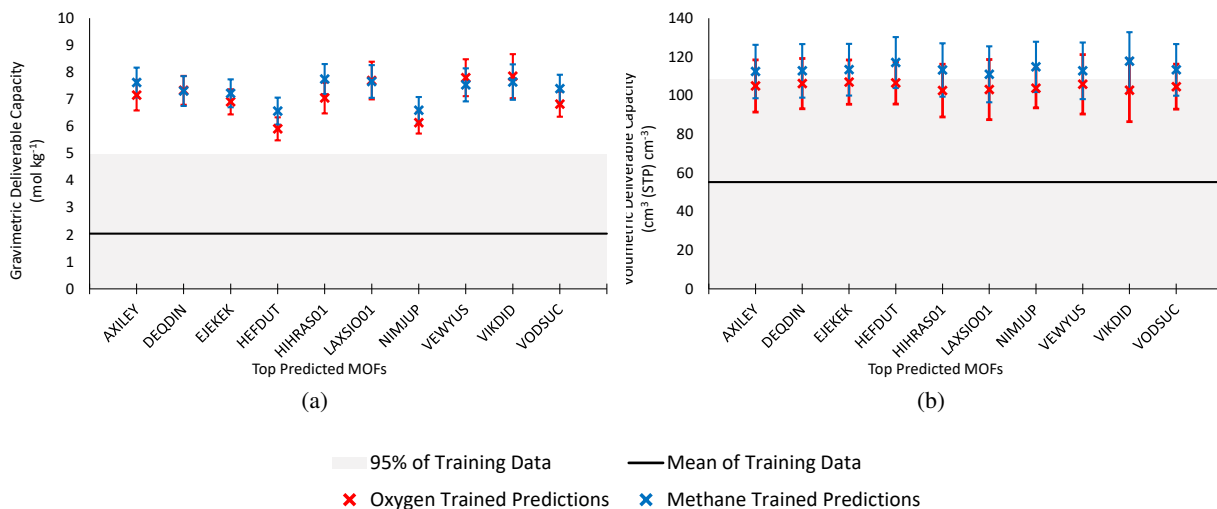 Gravimetric Deliverable Capacity
(mol kg⁻¹)
10
9
8
7
6
5
4
3
2
1
0
AXILEY
DEQDIN
EJEKEK
HEFDUT
HIHRAS01
LAXSIO01
NIMJUP
VEWYUS
VIKDID
VODSUC
Top Predicted MOFs
(a)
Volumetric Deliverable Capacity
(cm³ (STP) cm⁻³)
140
120
100
80
60
40
20
0
AXILEY
DEQDIN
EJEKEK
HEFDUT
HIHRAS01
LAXSIO01
NIMJUP
VEWYUS
VIKDID
VODSUC
Top Predicted MOFs
(b)
95% of Training Data
Mean of Training Data
Oxygen Trained Predictions
Methane Trained Predictions